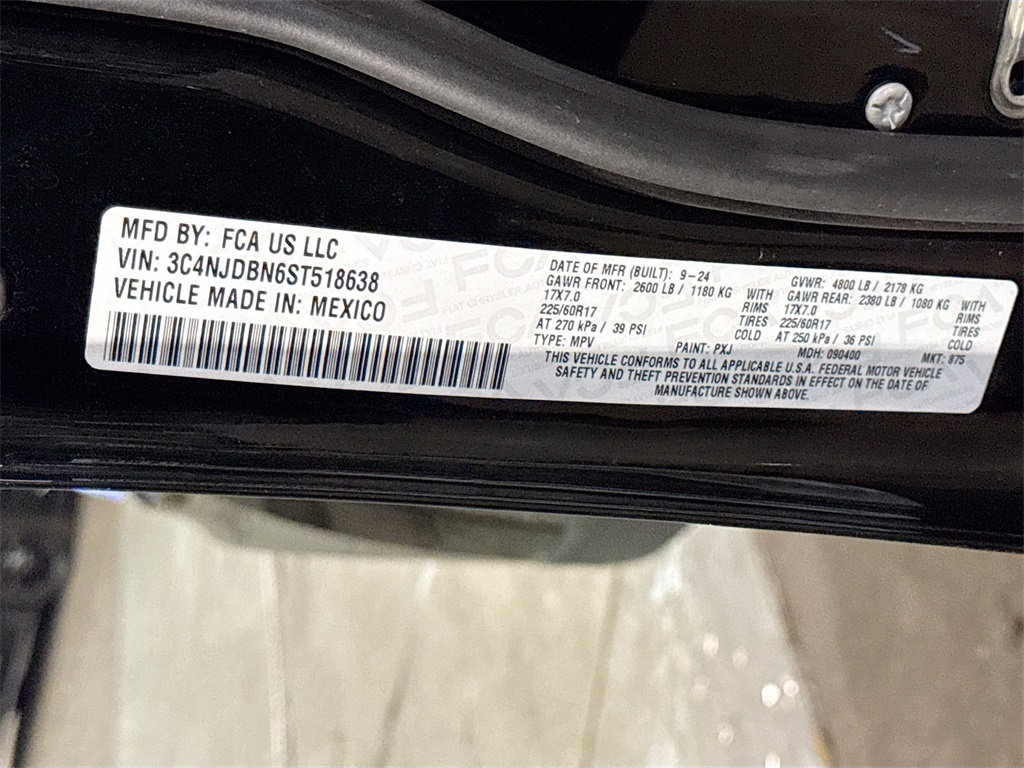 MFD BY: FCA US LLC
VIN: 3C4NJDBN6ST518638
VEHICLE MADE IN: MEXICO
DATE OF MFR (BUILT): 9-24 GVWR: 4800 LB / 2178 KG
GAWR FRONT: 2600 LB / 1180 KG WITH GAWR REAR: 2380 LB / 1080 KG WITH
17X7.0 RIMS 17X7.0 RIMS
225/60R17 TIRES 225/60R17 TIRES
AT 270 kPa / 39 PSI COLD AT 250 kPa / 36 PSI COLD
TYPE: MPV PAINT: PXJ MDH: 090400 MKT: 875
THIS VEHICLE CONFORMS TO ALL APPLICABLE U.S.A. FEDERAL MOTOR VEHICLE
SAFETY AND THEFT PREVENTION STANDARDS IN EFFECT ON THE DATE OF
MANUFACTURE SHOWN ABOVE.